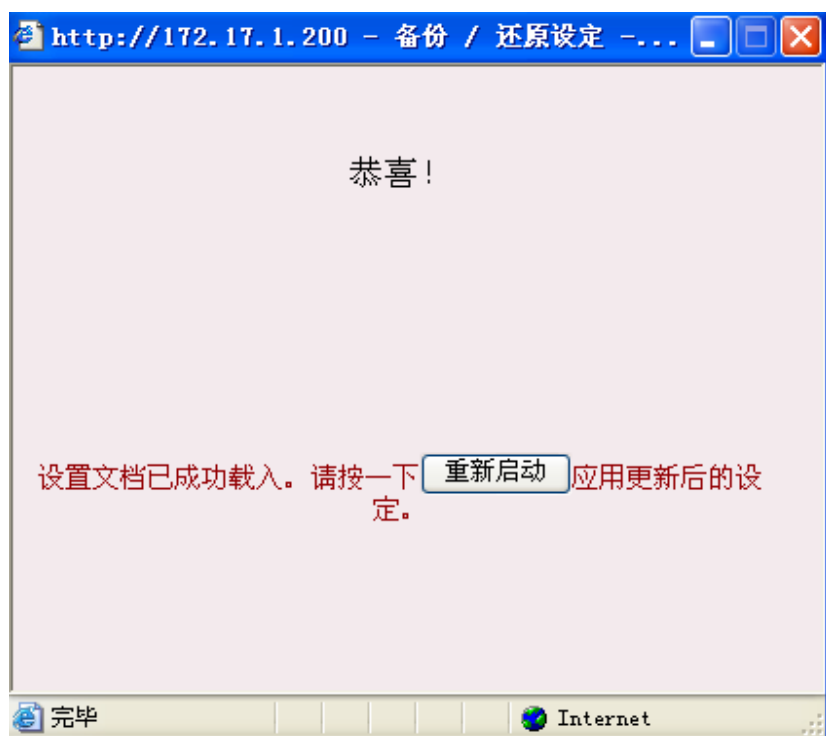 http://172.17.1.200 - 备份 / 还原设定 -...
恭喜!
设置文档已成功载入。请按一下 重新启动 应用更新后的设
定。
完毕 Internet